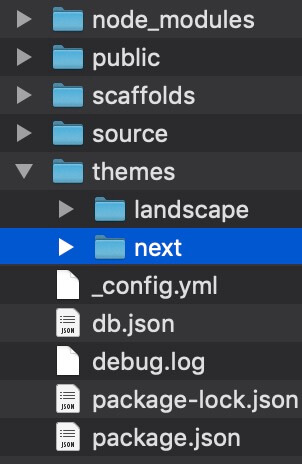 node_modules
public
scaffolds
source
themes
landscape
next
_config.yml
JSON
db.json
debug.log
JSON
package-lock.json
JSON
package.json